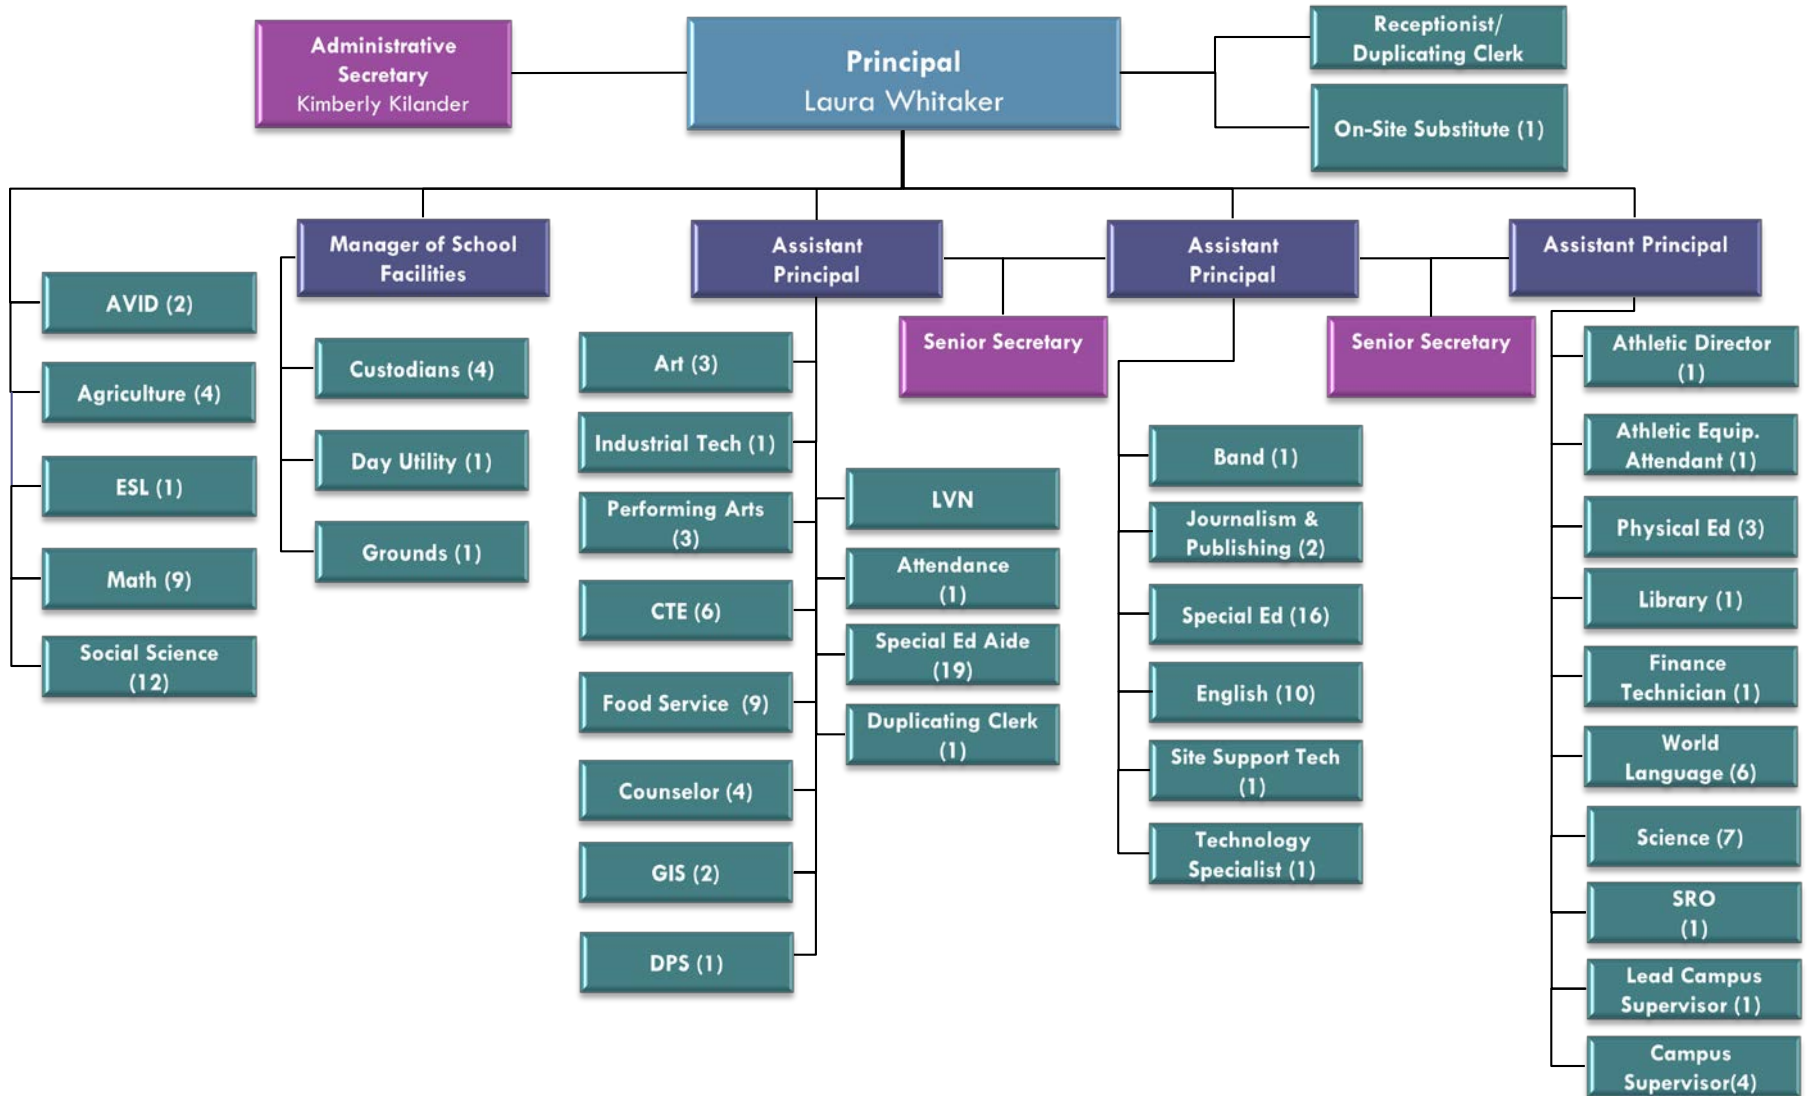 Administrative
Secretary
Kimberly Kilander
Principal
Laura Whitaker
Receptionist/
Duplicating Clerk
On-Site Substitute (1)
AVID (2)
Agriculture (4)
ESL (1)
Math (9)
Social Science
(12)
Manager of School
Facilities
Custodians (4)
Day Utility (1)
Grounds (1)
Assistant
Principal
Art (3)
Industrial Tech (1)
Performing Arts
(3)
CTE (6)
Food Service (9)
Counselor (4)
GIS (2)
DPS (1)
LVN
Attendance
(1)
Special Ed Aide
(19)
Duplicating Clerk
(1)
Senior Secretary
Assistant
Principal
Band (1)
Journalism &
Publishing (2)
Special Ed (16)
English (10)
Site Support Tech
(1)
Technology
Specialist (1)
Senior Secretary
Assistant Principal
Athletic Director
(1)
Athletic Equip.
Attendant (1)
Physical Ed (3)
Library (1)
Finance
Technician (1)
World
Language (6)
Science (7)
SRO
(1)
Lead Campus
Supervisor (1)
Campus
Supervisor(4)